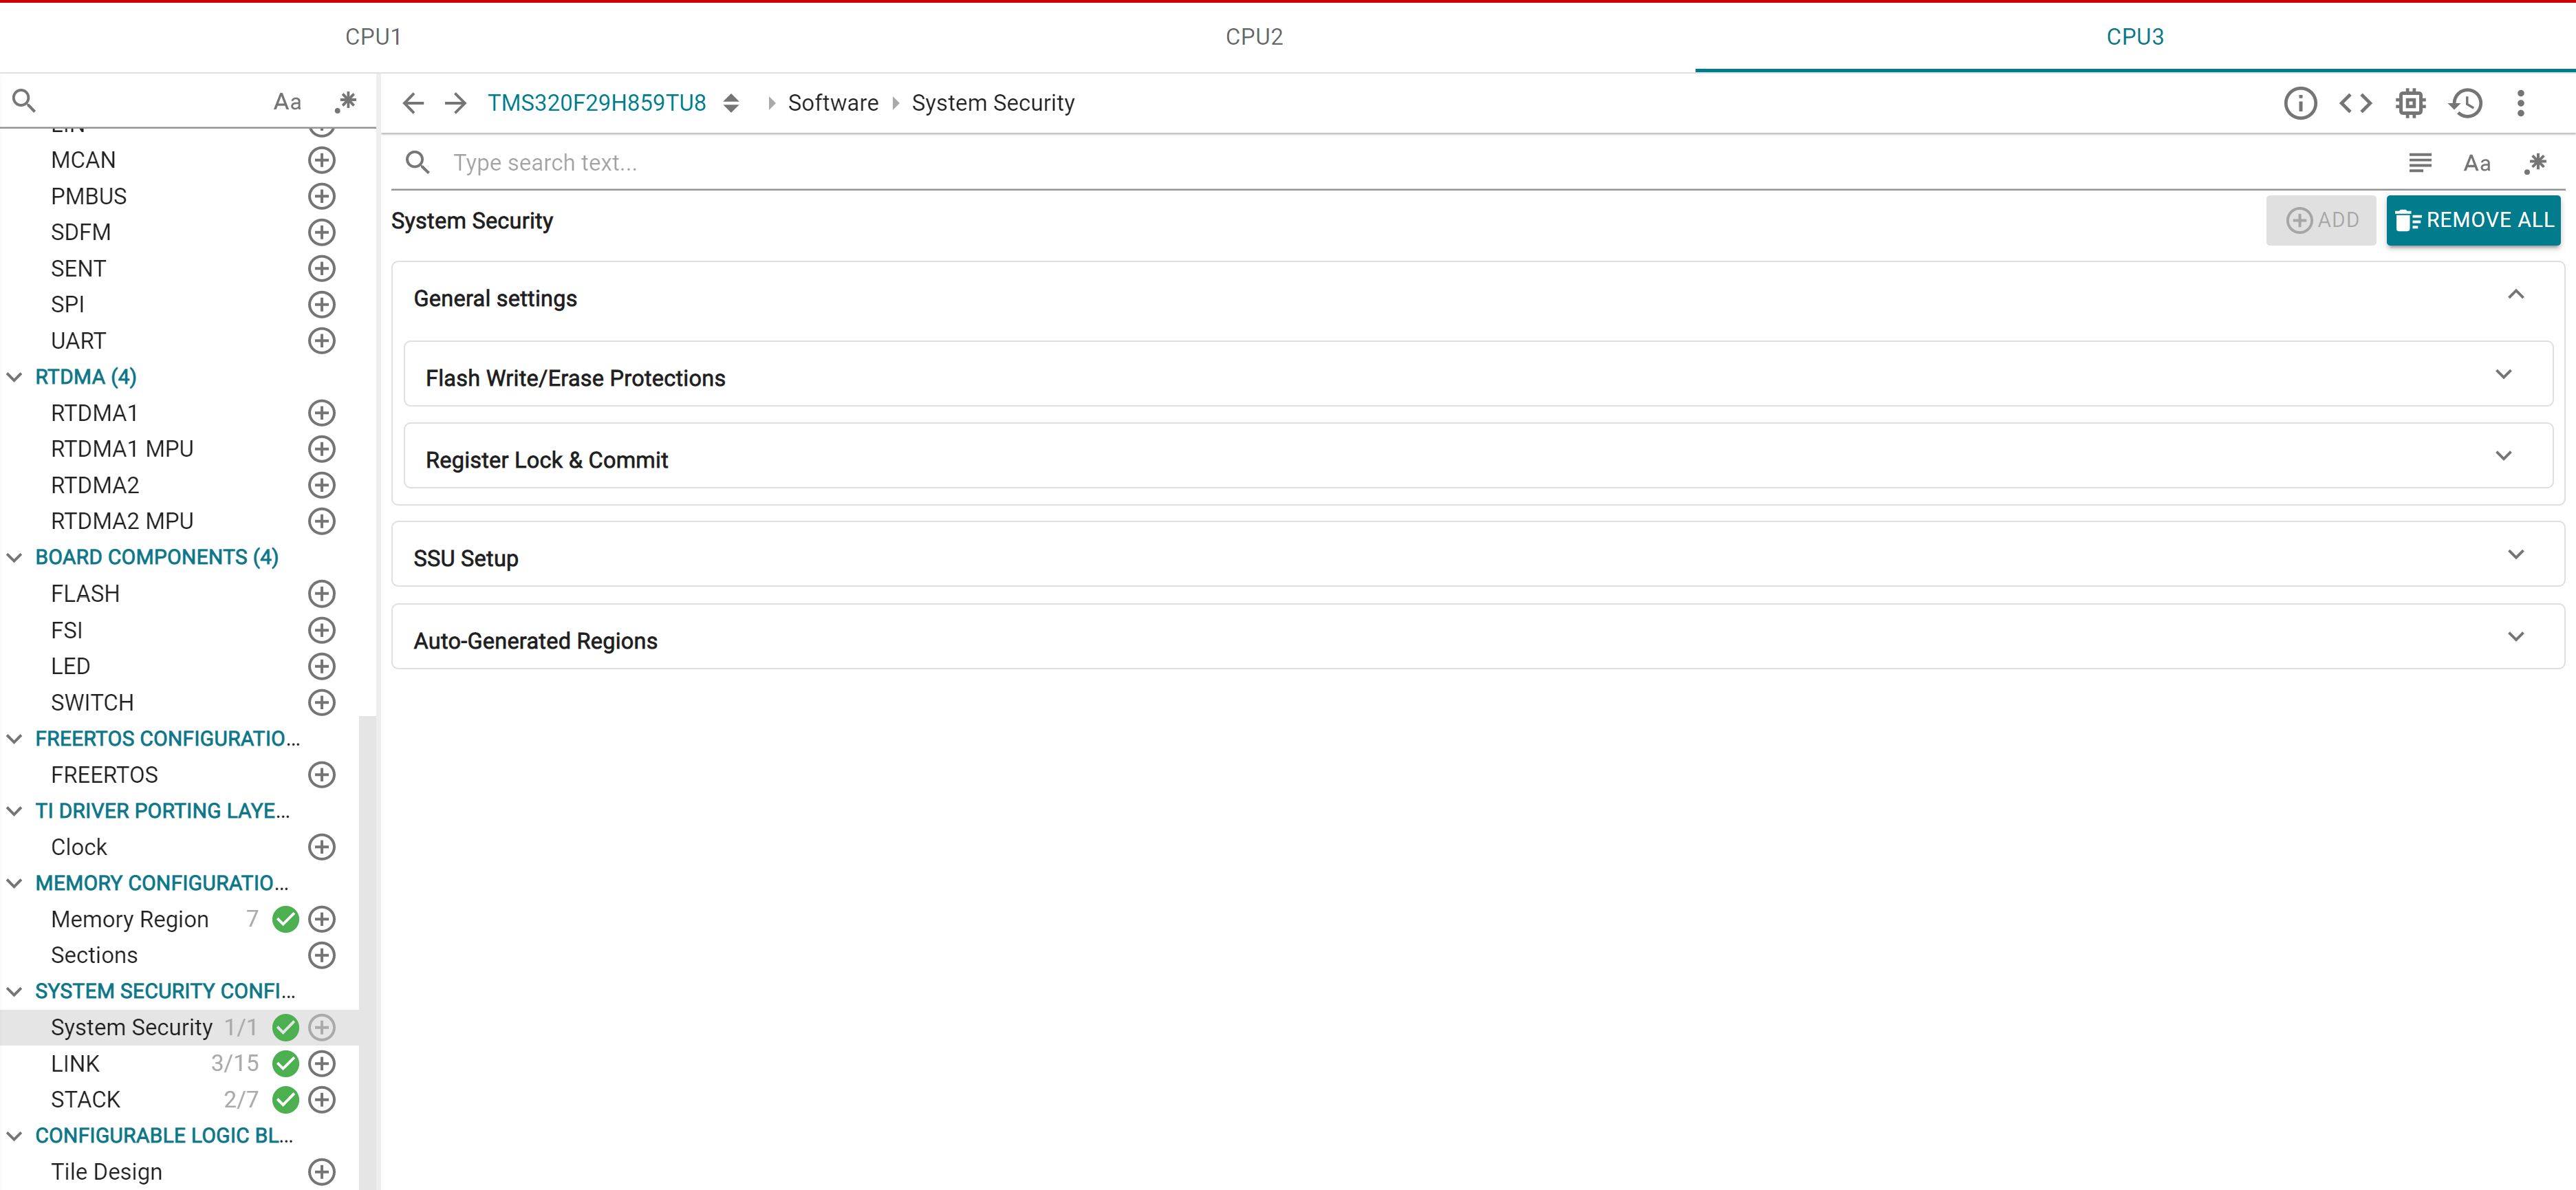 CPU1
CPU2
CPU3
Aa
.*
TMS320F29H859TU8
Software
System Security
Type search text...
Aa
.*
System Security
ADD
REMOVE ALL
General settings
Flash Write/Erase Protections
Register Lock & Commit
SSU Setup
Auto-Generated Regions
MCAN
PMBUS
SDFM
SENT
SPI
UART
RTDMA (4)
RTDMA1
RTDMA1 MPU
RTDMA2
RTDMA2 MPU
BOARD COMPONENTS (4)
FLASH
FSI
LED
SWITCH
FREERTOS CONFIGURATIO...
FREERTOS
TI DRIVER PORTING LAYE...
Clock
MEMORY CONFIGURATIO...
Memory Region 7
Sections
SYSTEM SECURITY CONFI...
System Security 1/1
LINK 3/15
STACK 2/7
CONFIGURABLE LOGIC BL...
Tile Design